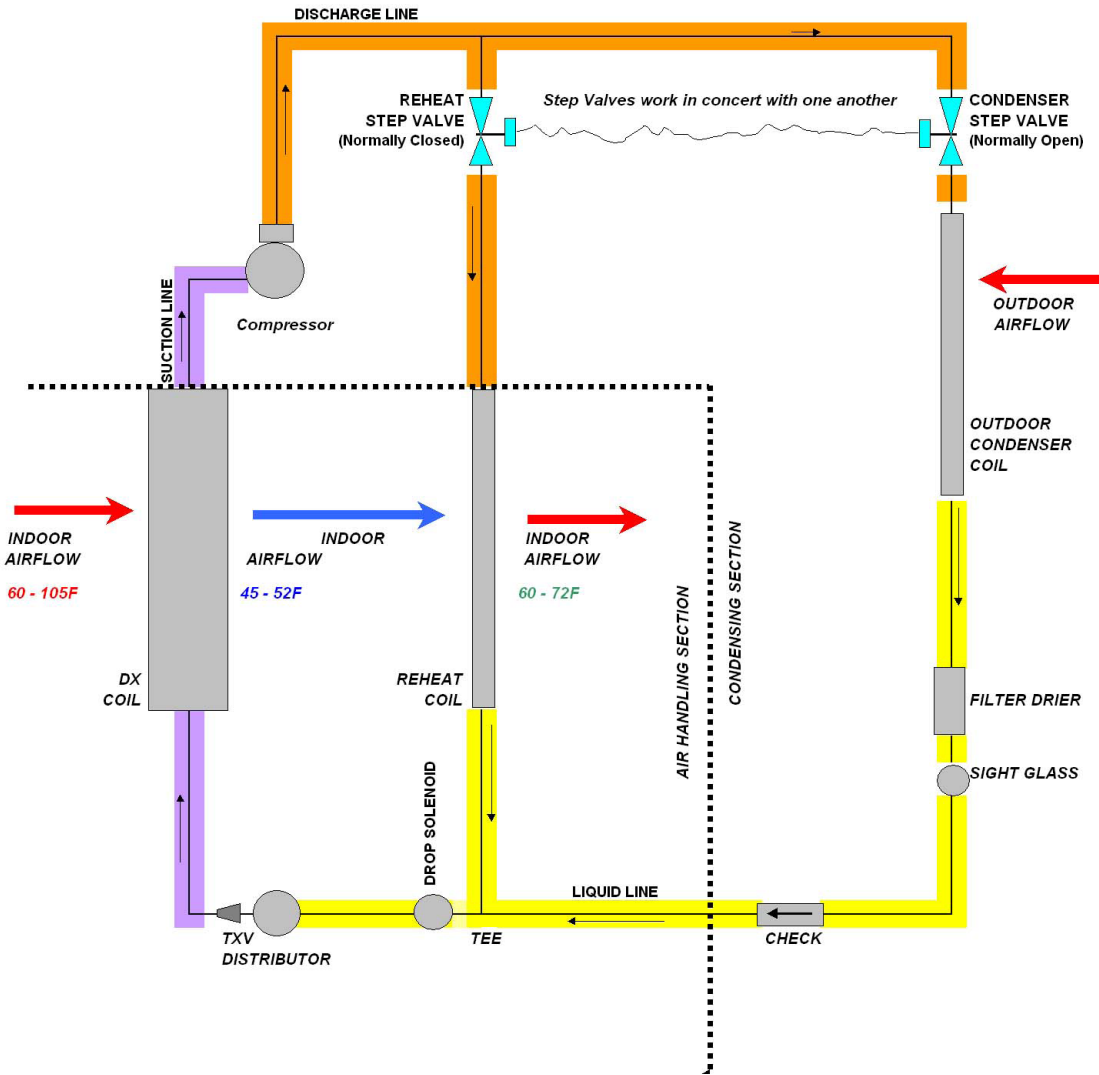 DISCHARGE LINE
REHEAT
STEP VALVE
(Normally Closed)
Step Valves work in concert with one another
CONDENSER
STEP VALVE
(Normally Open)
SUCTION LINE
Compressor
OUTDOOR
AIRFLOW
OUTDOOR
CONDENSER
COIL
INDOOR
AIRFLOW
60 - 105F
INDOOR
AIRFLOW
45 - 52F
INDOOR
AIRFLOW
60 - 72F
DX
COIL
REHEAT
COIL
AIR HANDLING SECTION
CONDENSING SECTION
FILTER DRIER
SIGHT GLASS
DROP SOLENOID
LIQUID LINE
TXV
DISTRIBUTOR
TEE
CHECK